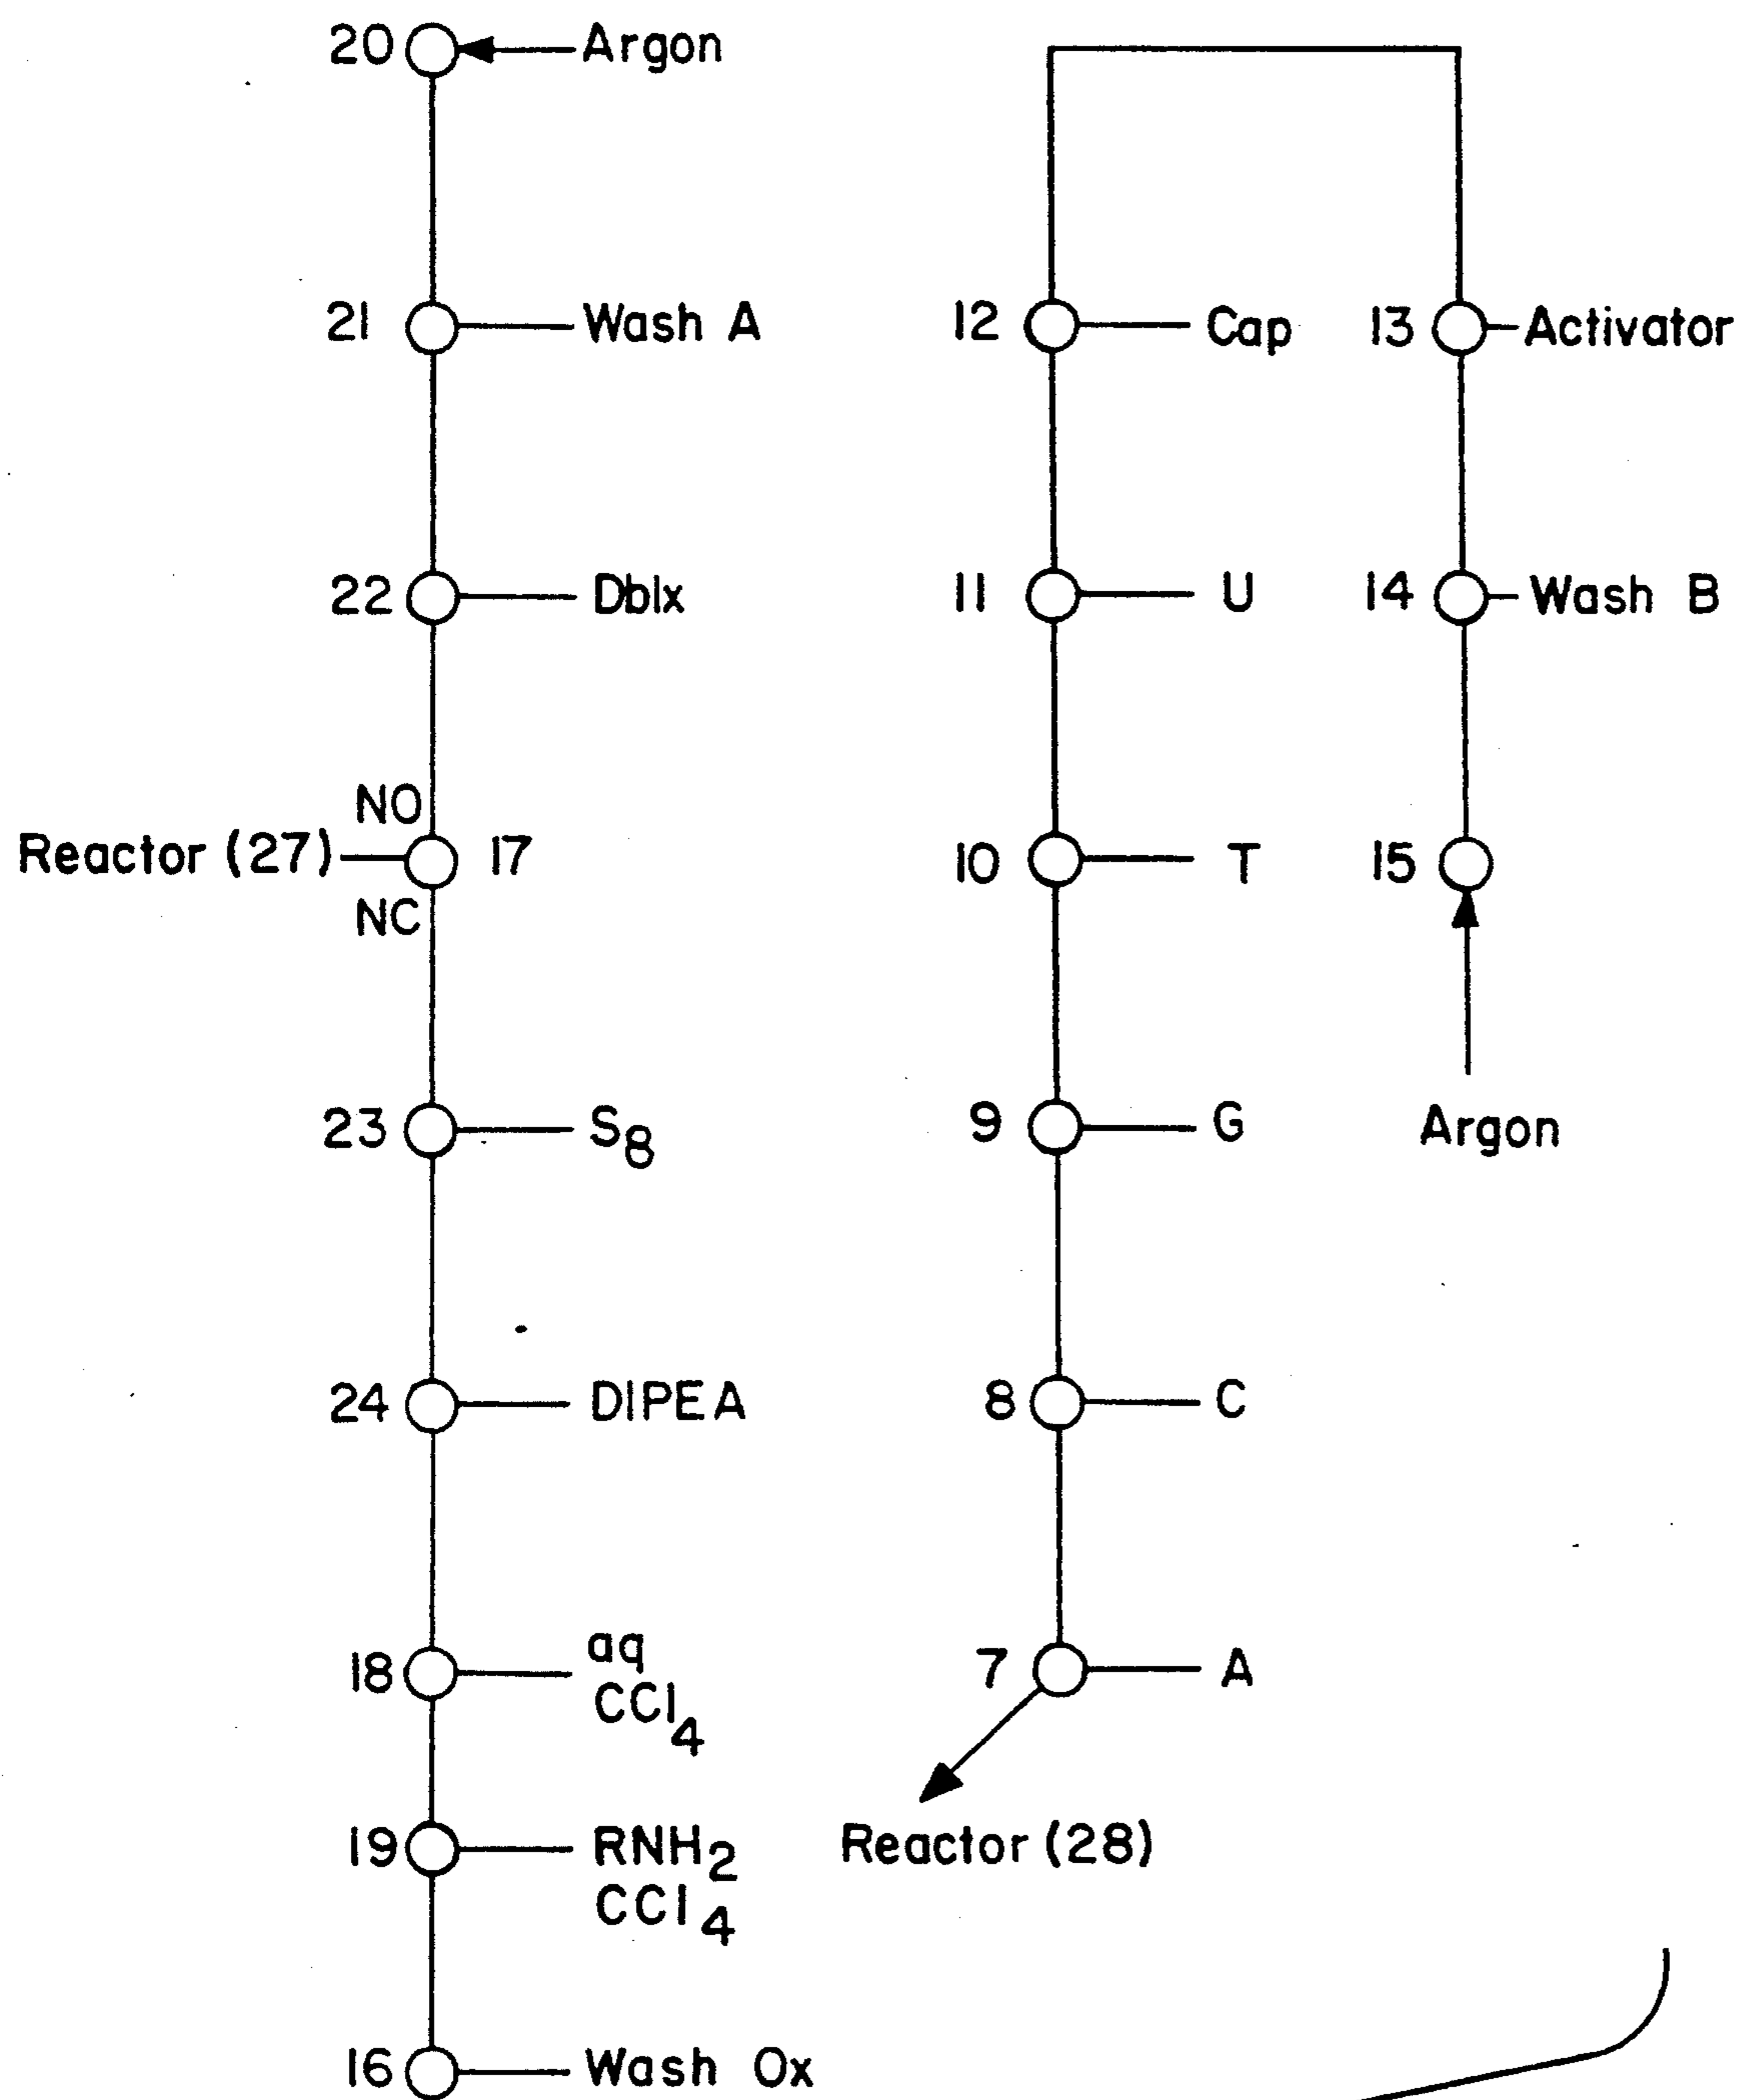 20 Argon
21 Wash A
22 Dblx
NO
Reactor (27) 17
NC
23 S8
24 DIPEA
18 aq
CCl4
19 RNH2
CCl4
16 Wash Ox
12 Cap
11 U
10 T
9 G
8 C
7 A
Reactor (28)
13 Activator
14 Wash B
15
Argon